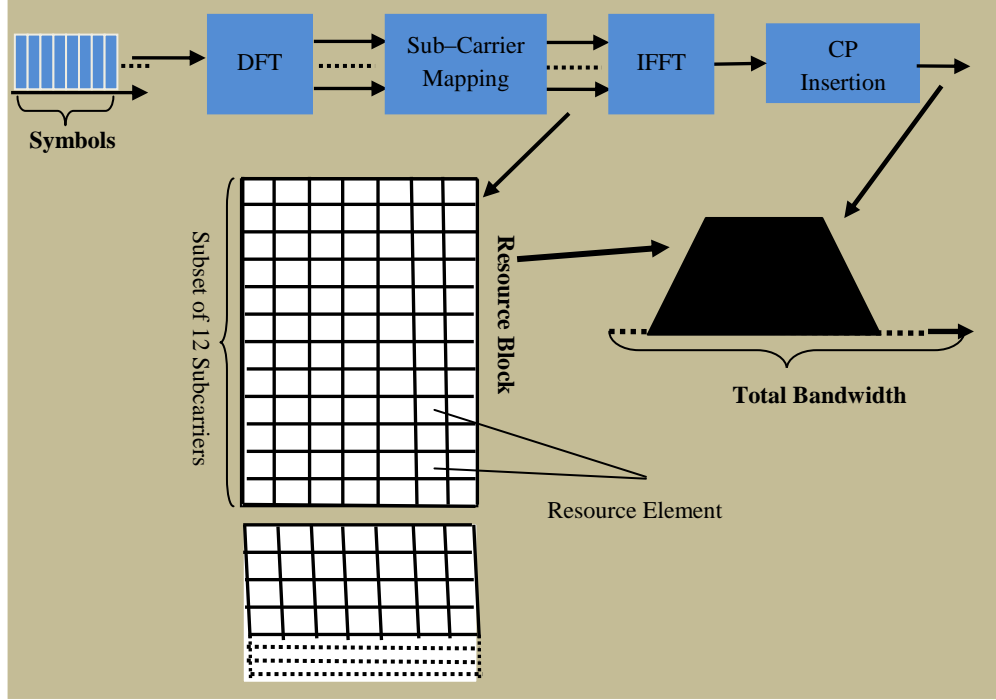 DFT
Sub–Carrier
Mapping
IFFT
CP
Insertion
Symbols
Subset of 12 Subcarriers
Resource Block
Total Bandwidth
Resource Element